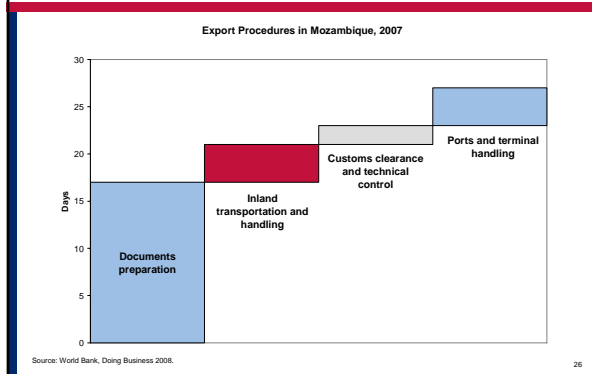 Export Procedures in Mozambique, 2007
30
25
20
15
10
5
0
Days
Documents
preparation
Inland
transportation and
handling
Customs clearance
and technical
control
Ports and terminal
handling
Source: World Bank, Doing Business 2008.
26